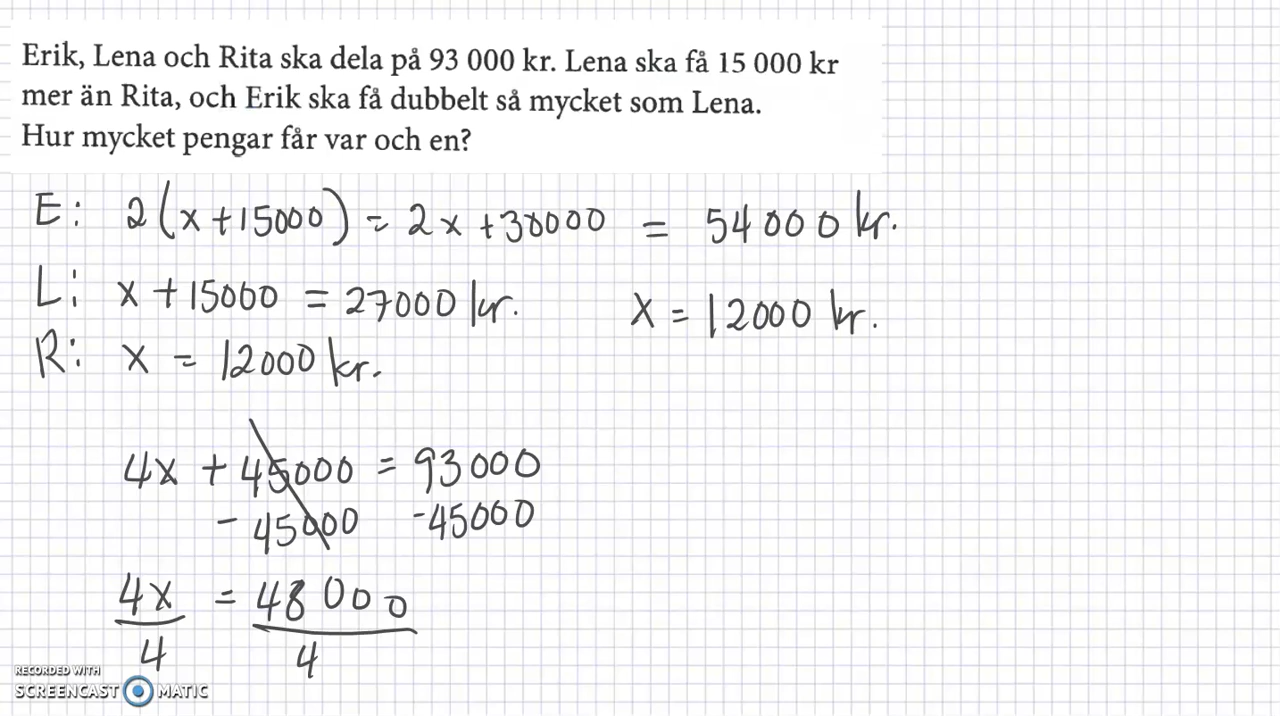 Erik, Lena och Rita ska dela på 93 000 kr. Lena ska få 15 000 kr
mer än Rita, och Erik ska få dubbelt så mycket som Lena.
Hur mycket pengar får var och en?
E: 2(x+15000) = 2x+30000 = 54000 kr.
L: x+15000 = 27000 kr.
x = 12000 kr.
R: x = 12000 kr.
4x + 45000 = 93000
- 45000 -45000
4x = 48000
4 4
RECORDED WITH
SCREENCAST MATIC